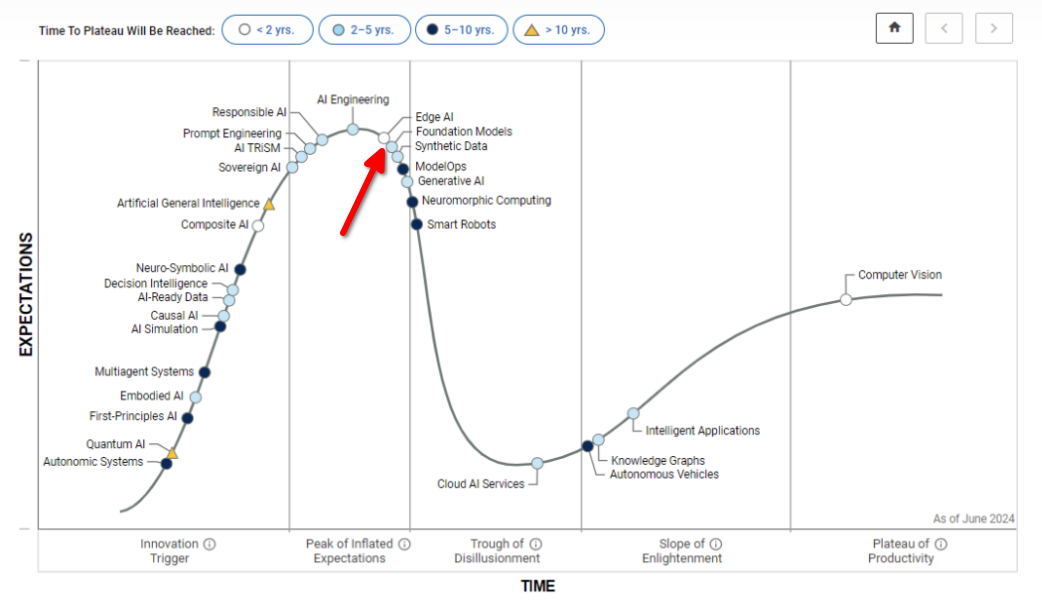 Time To Plateau Will Be Reached:
< 2 yrs.
2–5 yrs.
5–10 yrs.
> 10 yrs.
EXPECTATIONS
AI Engineering
Responsible AI
Prompt Engineering
AI TRiSM
Sovereign AI
Artificial General Intelligence
Composite AI
Neuro-Symbolic AI
Decision Intelligence
AI-Ready Data
Causal AI
AI Simulation
Multiagent Systems
Embodied AI
First-Principles AI
Quantum AI
Autonomic Systems
Edge AI
Foundation Models
Synthetic Data
ModelOps
Generative AI
Neuromorphic Computing
Smart Robots
Cloud AI Services
Computer Vision
Intelligent Applications
Knowledge Graphs
Autonomous Vehicles
As of June 2024
Innovation
Trigger
Peak of Inflated
Expectations
Trough of
Disillusionment
Slope of
Enlightenment
Plateau of
Productivity
TIME